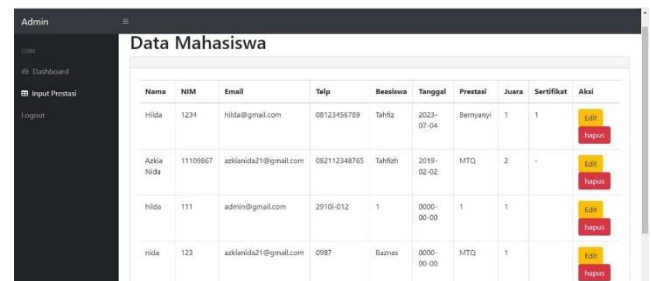 Admin
CORE
Dashboard
Input Prestasi
Logout
Data Mahasiswa
Nama NIM Email Telp Beasiswa Tanggal Prestasi Juara Sertifikat Aksi
Hilda 1234 hilda@gmail.com 08123456789 Tahfiz 2023- Bernyanyi 1 1 Edit
07-04 hapus
Azkia 11109867 azkianida21@gmail.com 082112348765 Tahfizh 2019- MTQ 2 - Edit
Nida 02-02 hapus
hilda 111 admin@gmail.com 2910i-012 1 0000- 1 1 Edit
00-00 hapus
nida 123 azkianida21@gmail.com 0987 Baznas 0000- MTQ 1 Edit
00-00 hapus